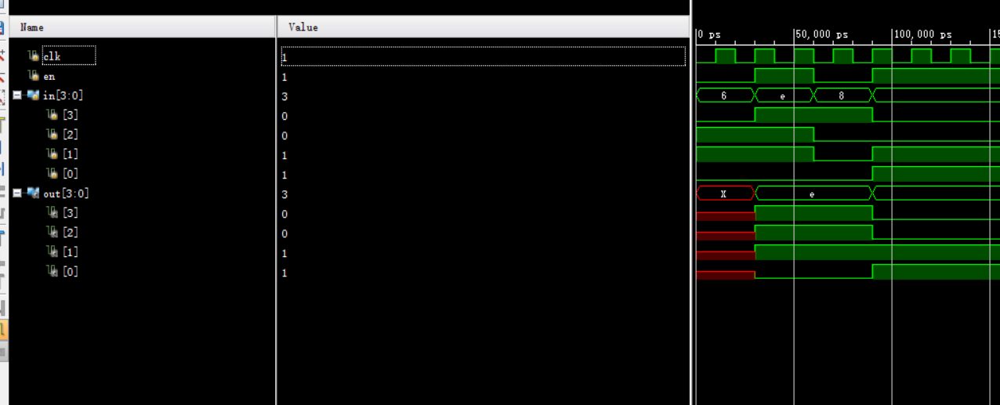 Name Value
0 ps 50,000 ps 100,000 ps 15
clk 1
en 1
in[3:0] 3 6 e 8
[3] 0
[2] 0
[1] 1
[0] 1
out[3:0] 3 X e
[3] 0
[2] 0
[1] 1
[0] 1